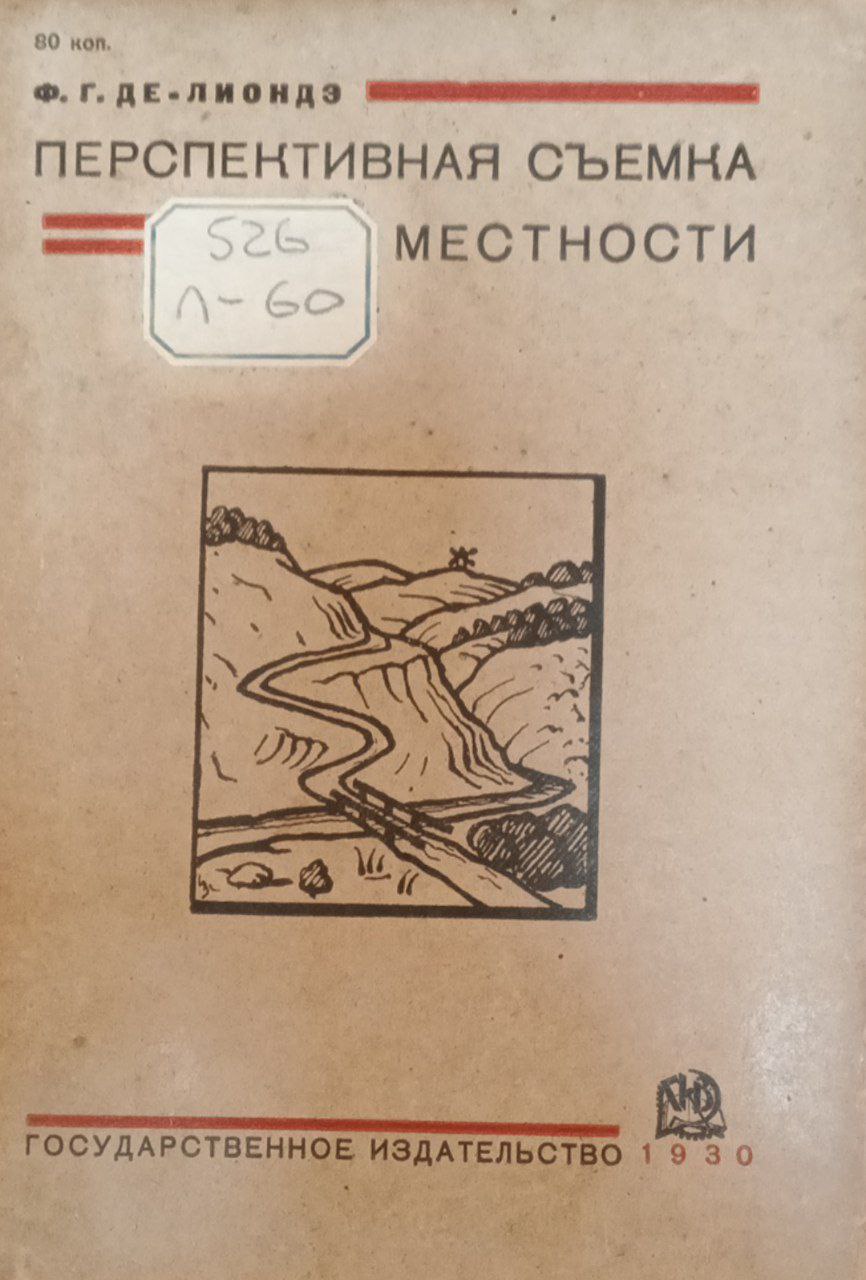 80 коп.
Ф. Г. ДЕ-ЛИОНДЭ
ПЕРСПЕКТИВНАЯ СЪЕМКА
МЕСТНОСТИ
526
Л-60
ГОСУДАРСТВЕННОЕ ИЗДАТЕЛЬСТВО 1930